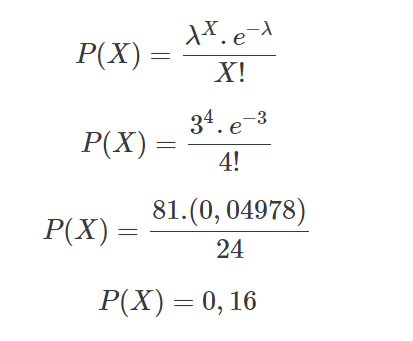 P(X) = λ^X . e^{-λ} / X!
P(X) = 3^4 . e^{-3} / 4!
P(X) = 81.(0, 04978) / 24
P(X) = 0, 16